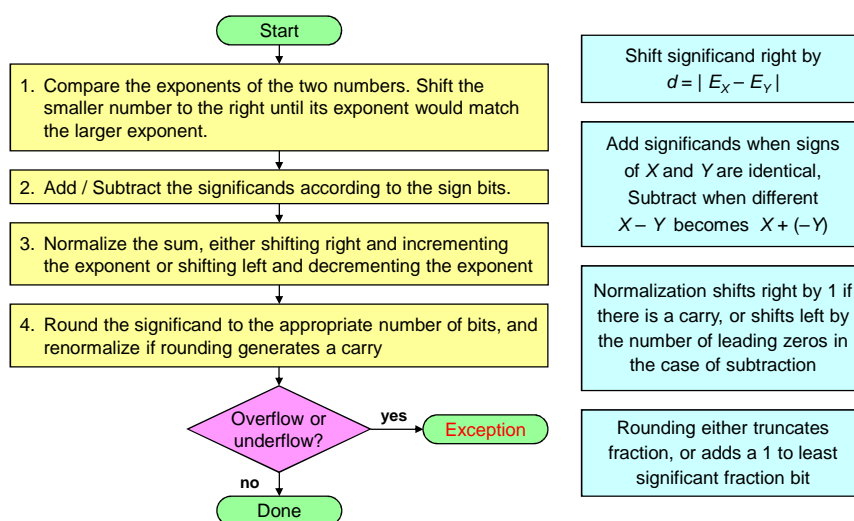 Start
1. Compare the exponents of the two numbers. Shift the
smaller number to the right until its exponent would match
the larger exponent.
2. Add / Subtract the significands according to the sign bits.
3. Normalize the sum, either shifting right and incrementing
the exponent or shifting left and decrementing the exponent
4. Round the significand to the appropriate number of bits, and
renormalize if rounding generates a carry
Overflow or
underflow?
yes
Exception
no
Done
Shift significand right by
d = | E_X – E_Y |
Add significands when signs
of X and Y are identical,
Subtract when different
X – Y becomes X + (–Y)
Normalization shifts right by 1 if
there is a carry, or shifts left by
the number of leading zeros in
the case of subtraction
Rounding either truncates
fraction, or adds a 1 to least
significant fraction bit